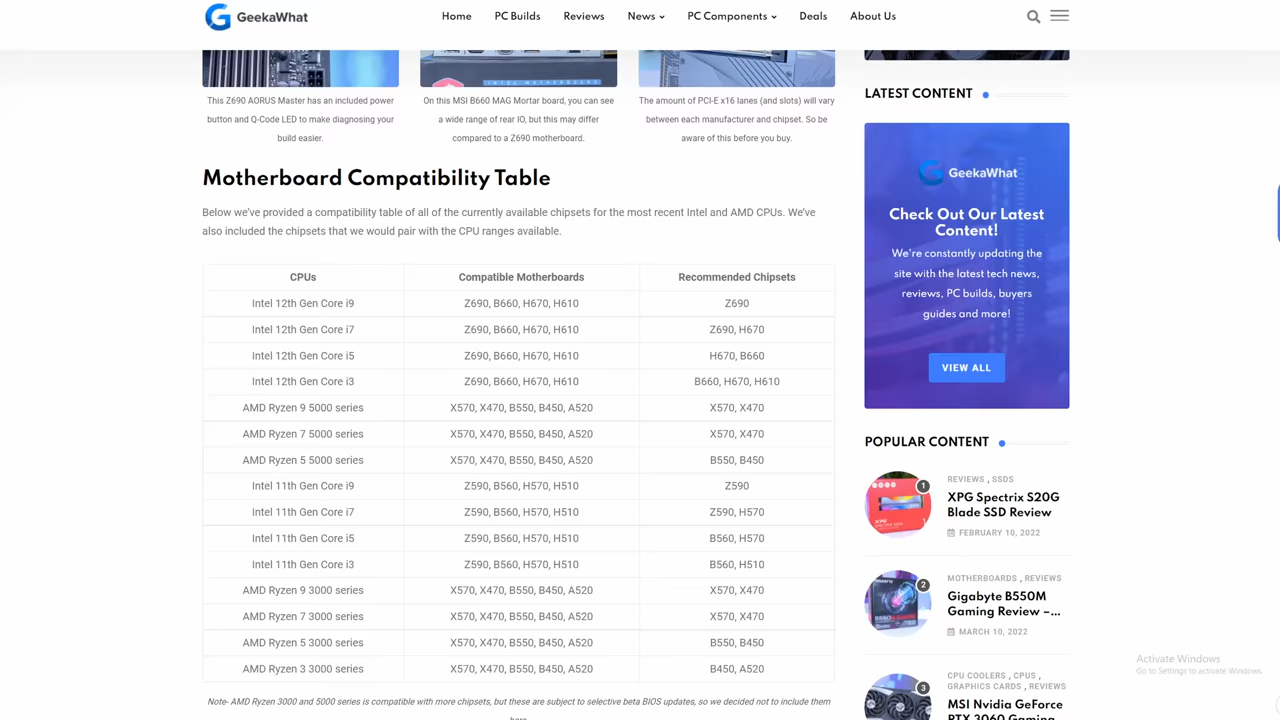 GeekaWhat
Home
PC Builds
Reviews
News
PC Components
Deals
About Us
This Z690 AORUS Master has an included power
button and Q-Code LED to make diagnosing your
build easier.
On this MSI B660 MAG Mortar board, you can see
a wide range of rear IO, but this may differ
compared to a Z690 motherboard.
The amount of PCI-E x16 lanes (and slots) will vary
between each manufacturer and chipset. So be
aware of this before you buy.
Motherboard Compatibility Table
Below we've provided a compatibility table of all of the currently available chipsets for the most recent Intel and AMD CPUs. We've
also included the chipsets that we would pair with the CPU ranges available.
CPUs Compatible Motherboards Recommended Chipsets
Intel 12th Gen Core i9 Z690, B660, H670, H610 Z690
Intel 12th Gen Core i7 Z690, B660, H670, H610 Z690, H670
Intel 12th Gen Core i5 Z690, B660, H670, H610 H670, B660
Intel 12th Gen Core i3 Z690, B660, H670, H610 B660, H670, H610
AMD Ryzen 9 5000 series X570, X470, B550, B450, A520 X570, X470
AMD Ryzen 7 5000 series X570, X470, B550, B450, A520 X570, X470
AMD Ryzen 5 5000 series X570, X470, B550, B450, A520 B550, B450
Intel 11th Gen Core i9 Z590, B560, H570, H510 Z590
Intel 11th Gen Core i7 Z590, B560, H570, H510 Z590, H570
Intel 11th Gen Core i5 Z590, B560, H570, H510 B560, H570
Intel 11th Gen Core i3 Z590, B560, H570, H510 B560, H510
AMD Ryzen 9 3000 series X570, X470, B550, B450, A520 X570, X470
AMD Ryzen 7 3000 series X570, X470, B550, B450, A520 X570, X470
AMD Ryzen 5 3000 series X570, X470, B550, B450, A520 B550, B450
AMD Ryzen 3 3000 series X570, X470, B550, B450, A520 B450, A520
Note- AMD Ryzen 3000 and 5000 series is compatible with more chipsets, but these are subject to selective beta BIOS updates, so we decided not to include them
LATEST CONTENT
GeekaWhat
Check Out Our Latest
Content!
We're constantly updating the
site with the latest tech news,
reviews, PC builds, buyers
guides and more!
VIEW ALL
POPULAR CONTENT
1
REVIEWS , SSDS
XPG Spectrix S20G
Blade SSD Review
FEBRUARY 10, 2022
2
MOTHERBOARDS , REVIEWS
Gigabyte B550M
Gaming Review –...
MARCH 10, 2022
3
CPU COOLERS , CPUS ,
GRAPHICS CARDS , REVIEWS
MSI Nvidia GeForce
RTX 3060 Gaming
Activate Windows
Go to Settings to activate Windows.